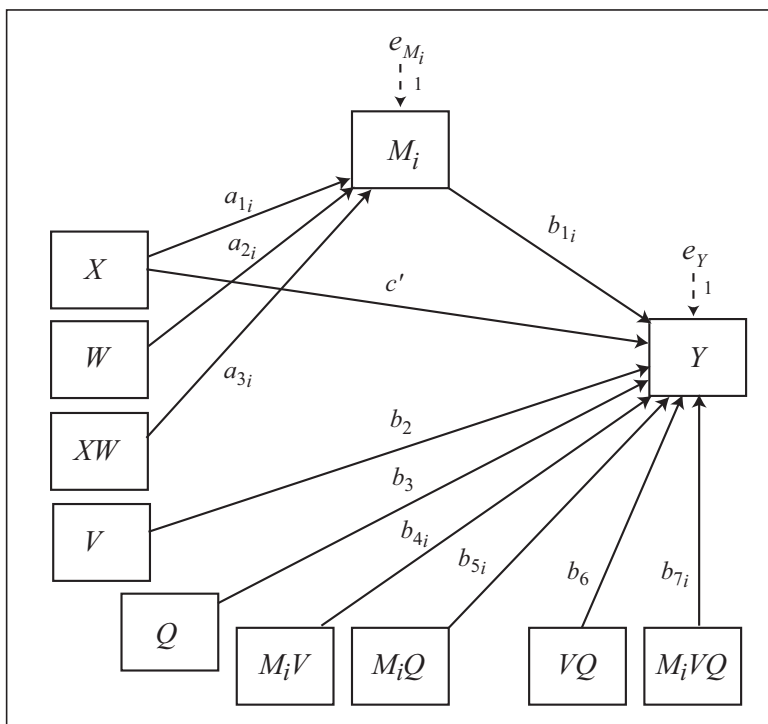 e_{M_i}
1
M_i
a_{1i}
b_{1i}
X
a_{2i}
e_Y
1
c′
W
Y
a_{3i}
b_2
XW
b_3
V
b_{4i}
b_{5i}
b_6
b_{7i}
Q
M_iV
M_iQ
VQ
M_iVQ